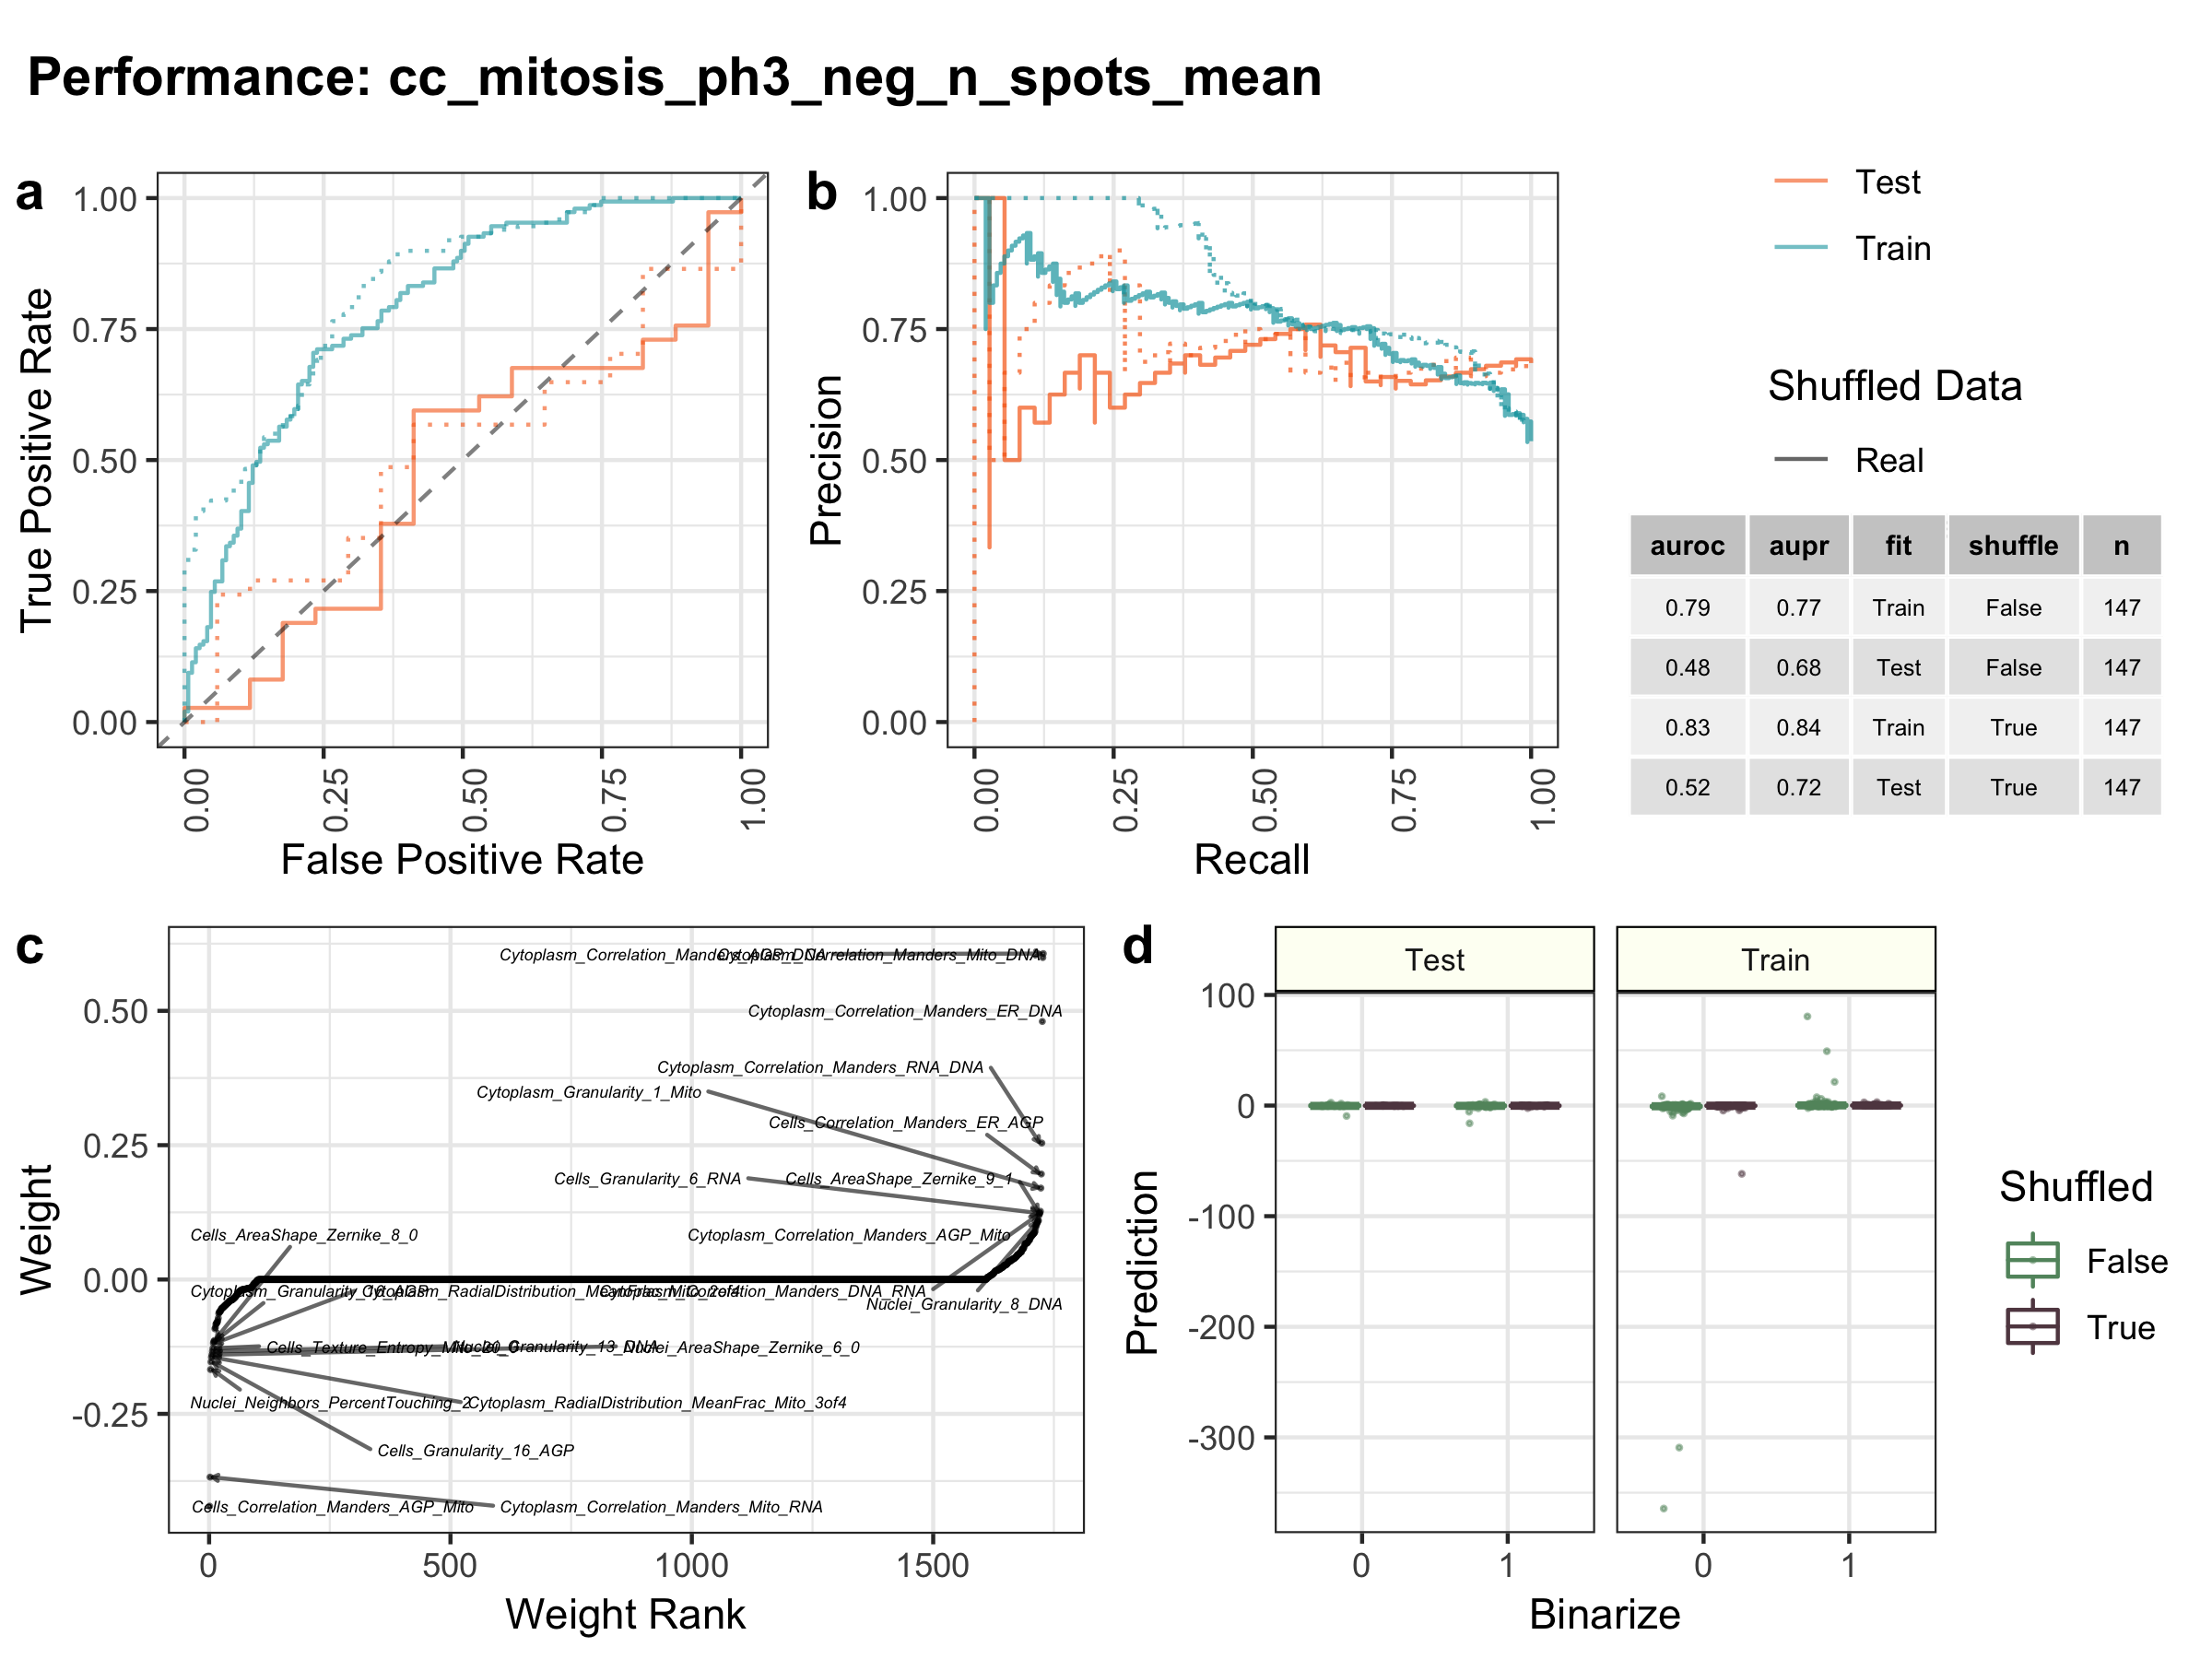 Performance: cc_mitosis_ph3_neg_n_spots_mean
a
1.00
0.75
0.50
0.25
0.00
True Positive Rate
0.00
0.25
0.50
0.75
1.00
False Positive Rate
b
1.00
0.75
0.50
0.25
0.00
Precision
0.00
0.25
0.50
0.75
1.00
Recall
Test
Train
Shuffled Data
Real
auroc aupr fit shuffle n
0.79 0.77 Train False 147
0.48 0.68 Test False 147
0.83 0.84 Train True 147
0.52 0.72 Test True 147
c
0.50
0.25
0.00
-0.25
Weight
Cytoplasm_Correlation_Manders_AGP_DNA
Cytoplasm_Correlation_Manders_Mito_DNA
Cytoplasm_Correlation_Manders_ER_DNA
Cytoplasm_Correlation_Manders_RNA_DNA
Cytoplasm_Granularity_1_Mito
Cells_Correlation_Manders_ER_AGP
Cells_Granularity_6_RNA
Cells_AreaShape_Zernike_9_1
Cells_AreaShape_Zernike_8_0
Cytoplasm_Correlation_Manders_AGP_Mito
Cytoplasm_Granularity_16_AGP
Cytoplasm_RadialDistribution_MeanFrac_Mito_2of4
Cytoplasm_Correlation_Manders_DNA_RNA
Nuclei_Granularity_8_DNA
Cells_Texture_Entropy_Mito_20_0
Nuclei_Granularity_13_DNA
Nuclei_AreaShape_Zernike_6_0
Nuclei_Neighbors_PercentTouching_2
Cytoplasm_RadialDistribution_MeanFrac_Mito_3of4
Cells_Granularity_16_AGP
Cells_Correlation_Manders_AGP_Mito
Cytoplasm_Correlation_Manders_Mito_RNA
0
500
1000
1500
Weight Rank
d
Test
Train
100
0
-100
-200
-300
Prediction
0
1
0
1
Binarize
Shuffled
False
True